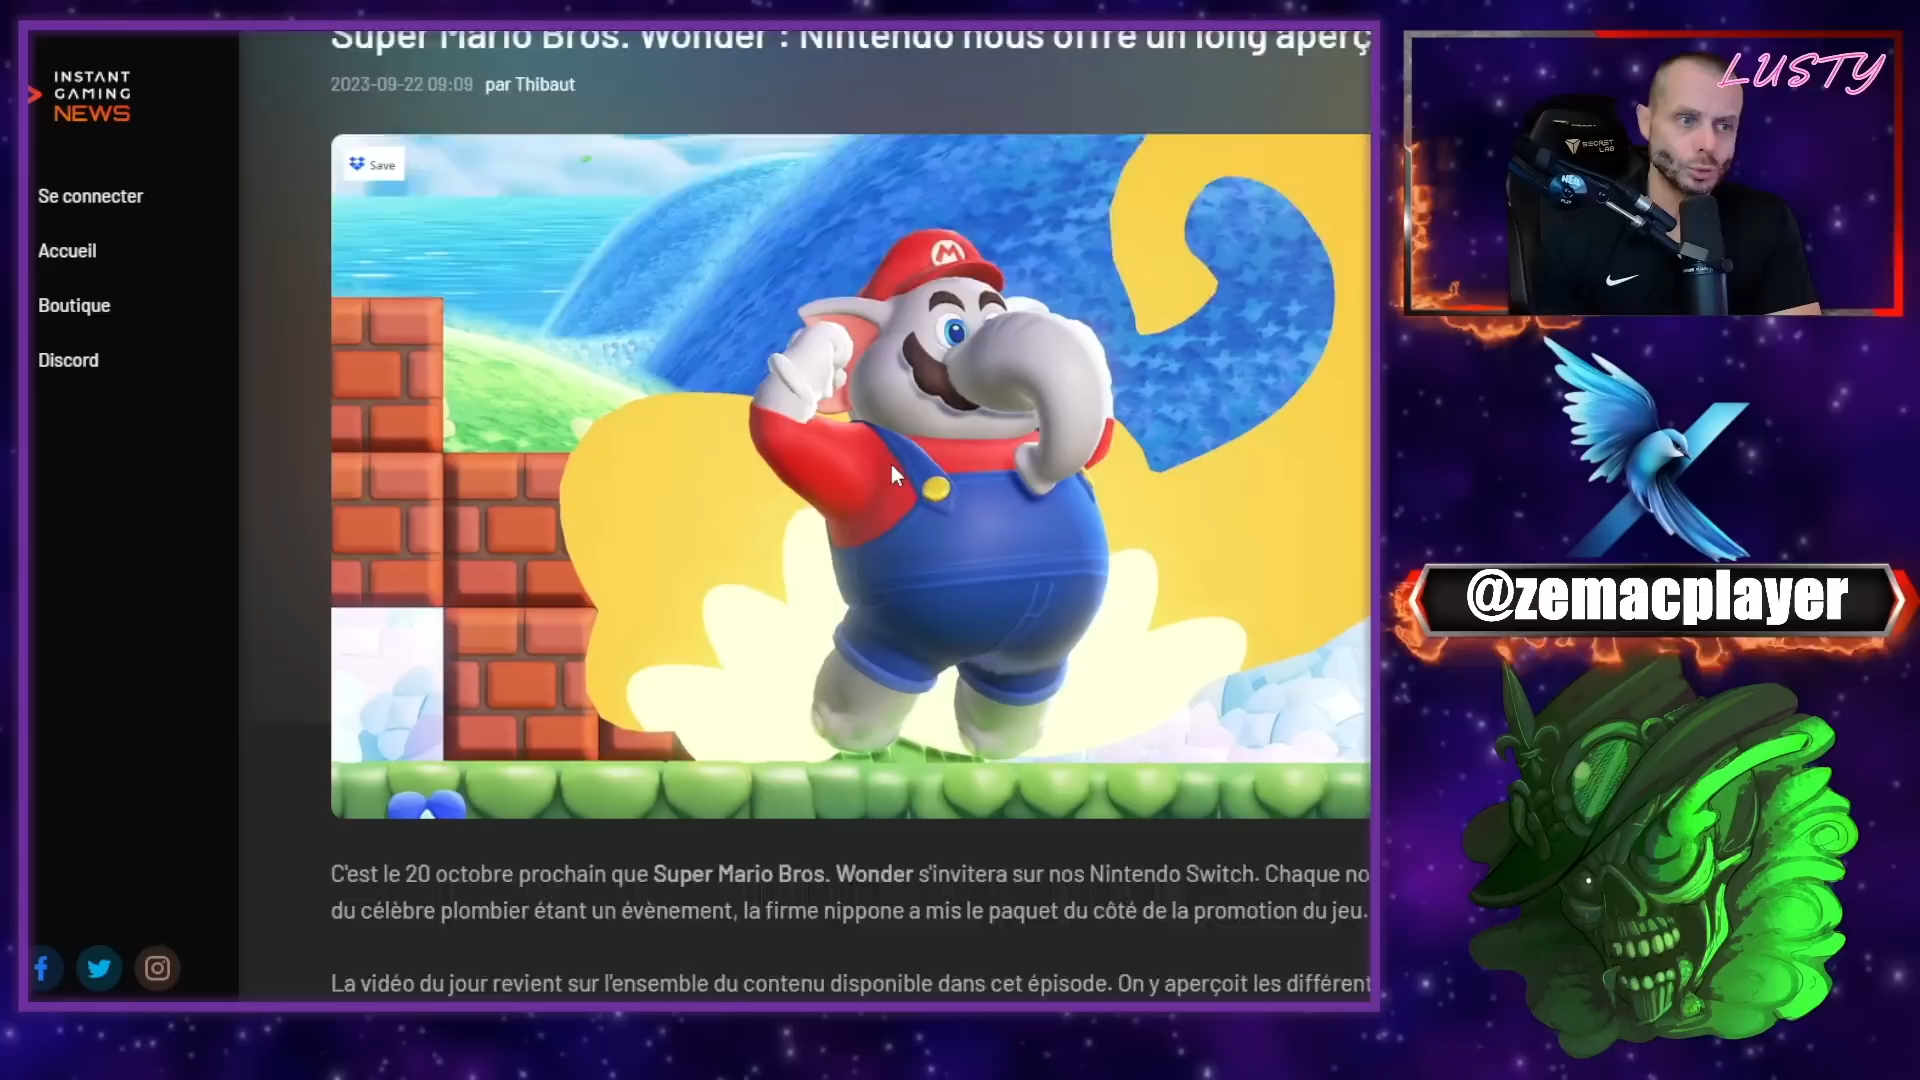 Super Mario Bros. Wonder : Nintendo nous offre un long aperç
2023-09-22 09:09 par Thibaut
INSTANT
GAMING
NEWS
Se connecter
Accueil
Boutique
Discord
Save
M
C'est le 20 octobre prochain que Super Mario Bros. Wonder s'invitera sur nos Nintendo Switch. Chaque no
du célèbre plombier étant un évènement, la firme nippone a mis le paquet du côté de la promotion du jeu.
La vidéo du jour revient sur l'ensemble du contenu disponible dans cet épisode. On y aperçoit les différent
LUSTY
SECRET
LAB
@zemacplayer